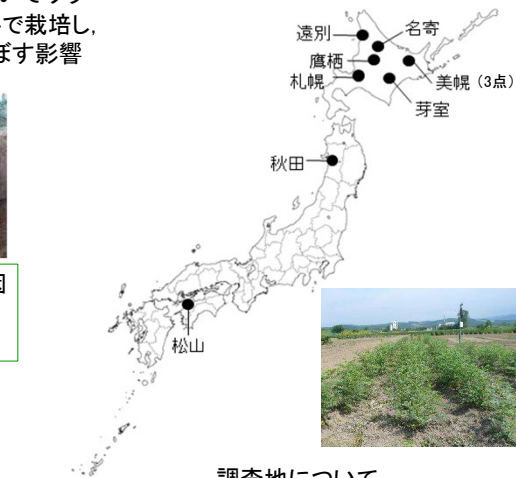 で栽培し,
ぼす影響
遠別
名寄
鷹栖
札幌
美幌（3点）
芽室
秋田
松山
調査地について